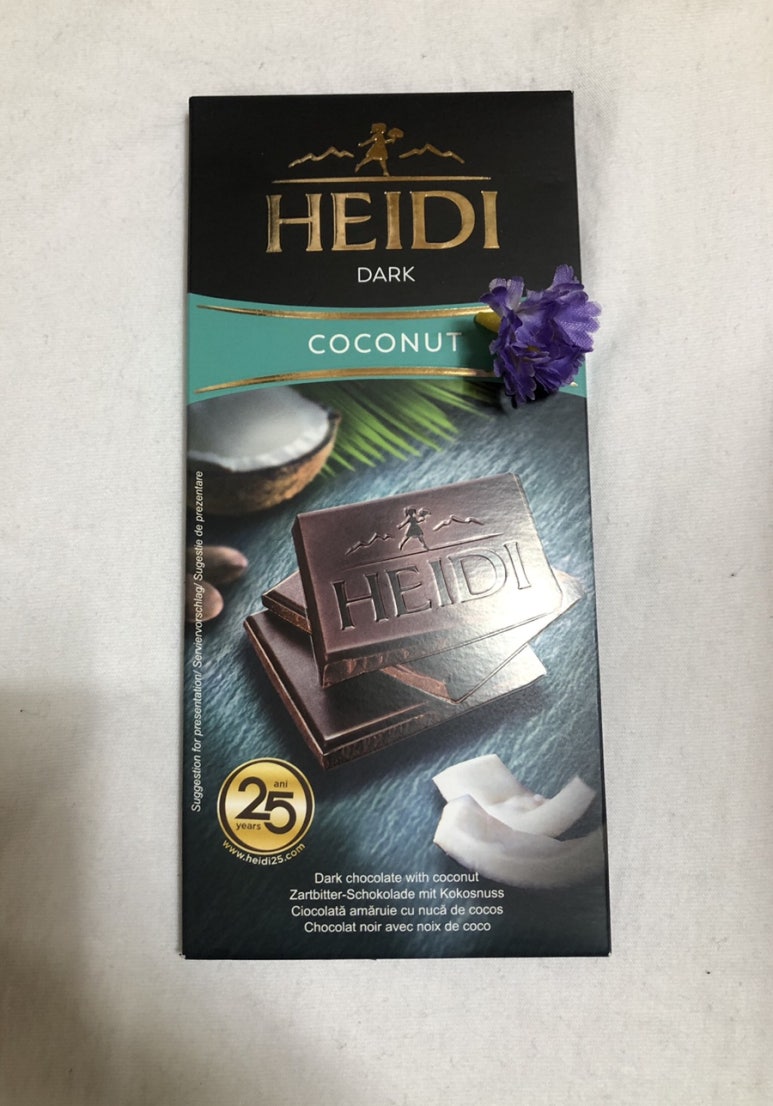 HEIDI
DARK
COCONUT
Suggestion for presentation/ Serviervorschlag/ Sugestie de prezentare
HEIDI
25
ani
years
www.heidi25.com
Dark chocolate with coconut
Zartbitter-Schokolade mit Kokosnuss
Ciocolată amăruie cu nucă de cocos
Chocolat noir avec noix de coco